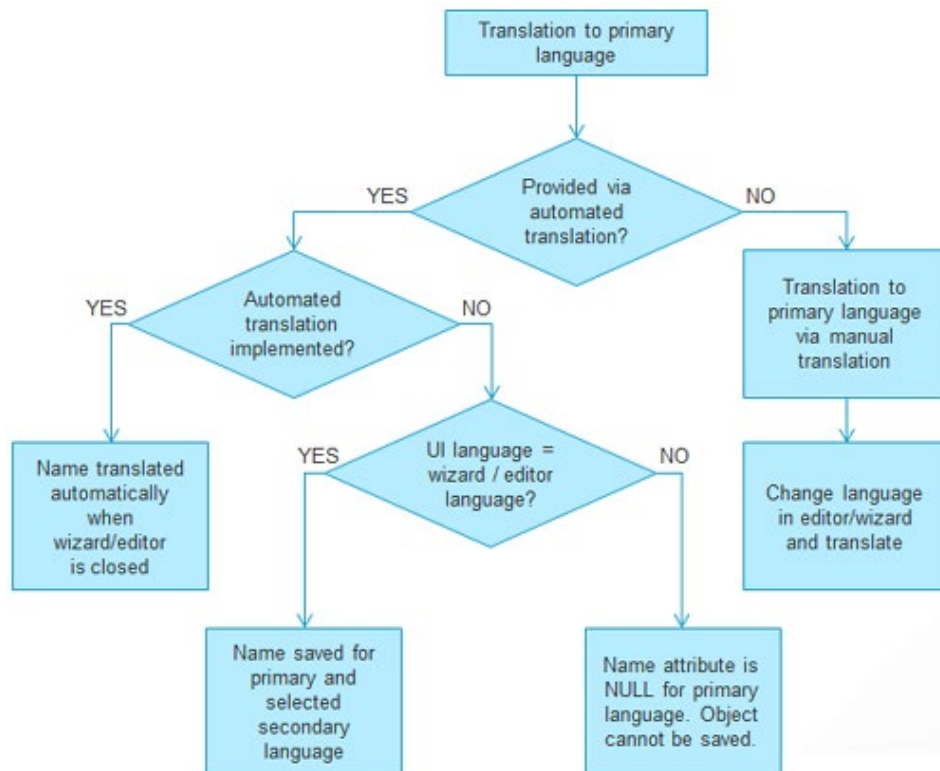 Translation to primary
language
Provided via
automated
translation?
YES
NO
Automated
translation
implemented?
YES
NO
Translation to
primary language
via manual
translation
UI language =
wizard / editor
language?
YES
NO
Name translated
automatically
when
wizard/editor
is closed
Change language
in editor/wizard
and translate
Name saved for
primary and
selected
secondary
language
Name attribute is
NULL for primary
language. Object
cannot be saved.